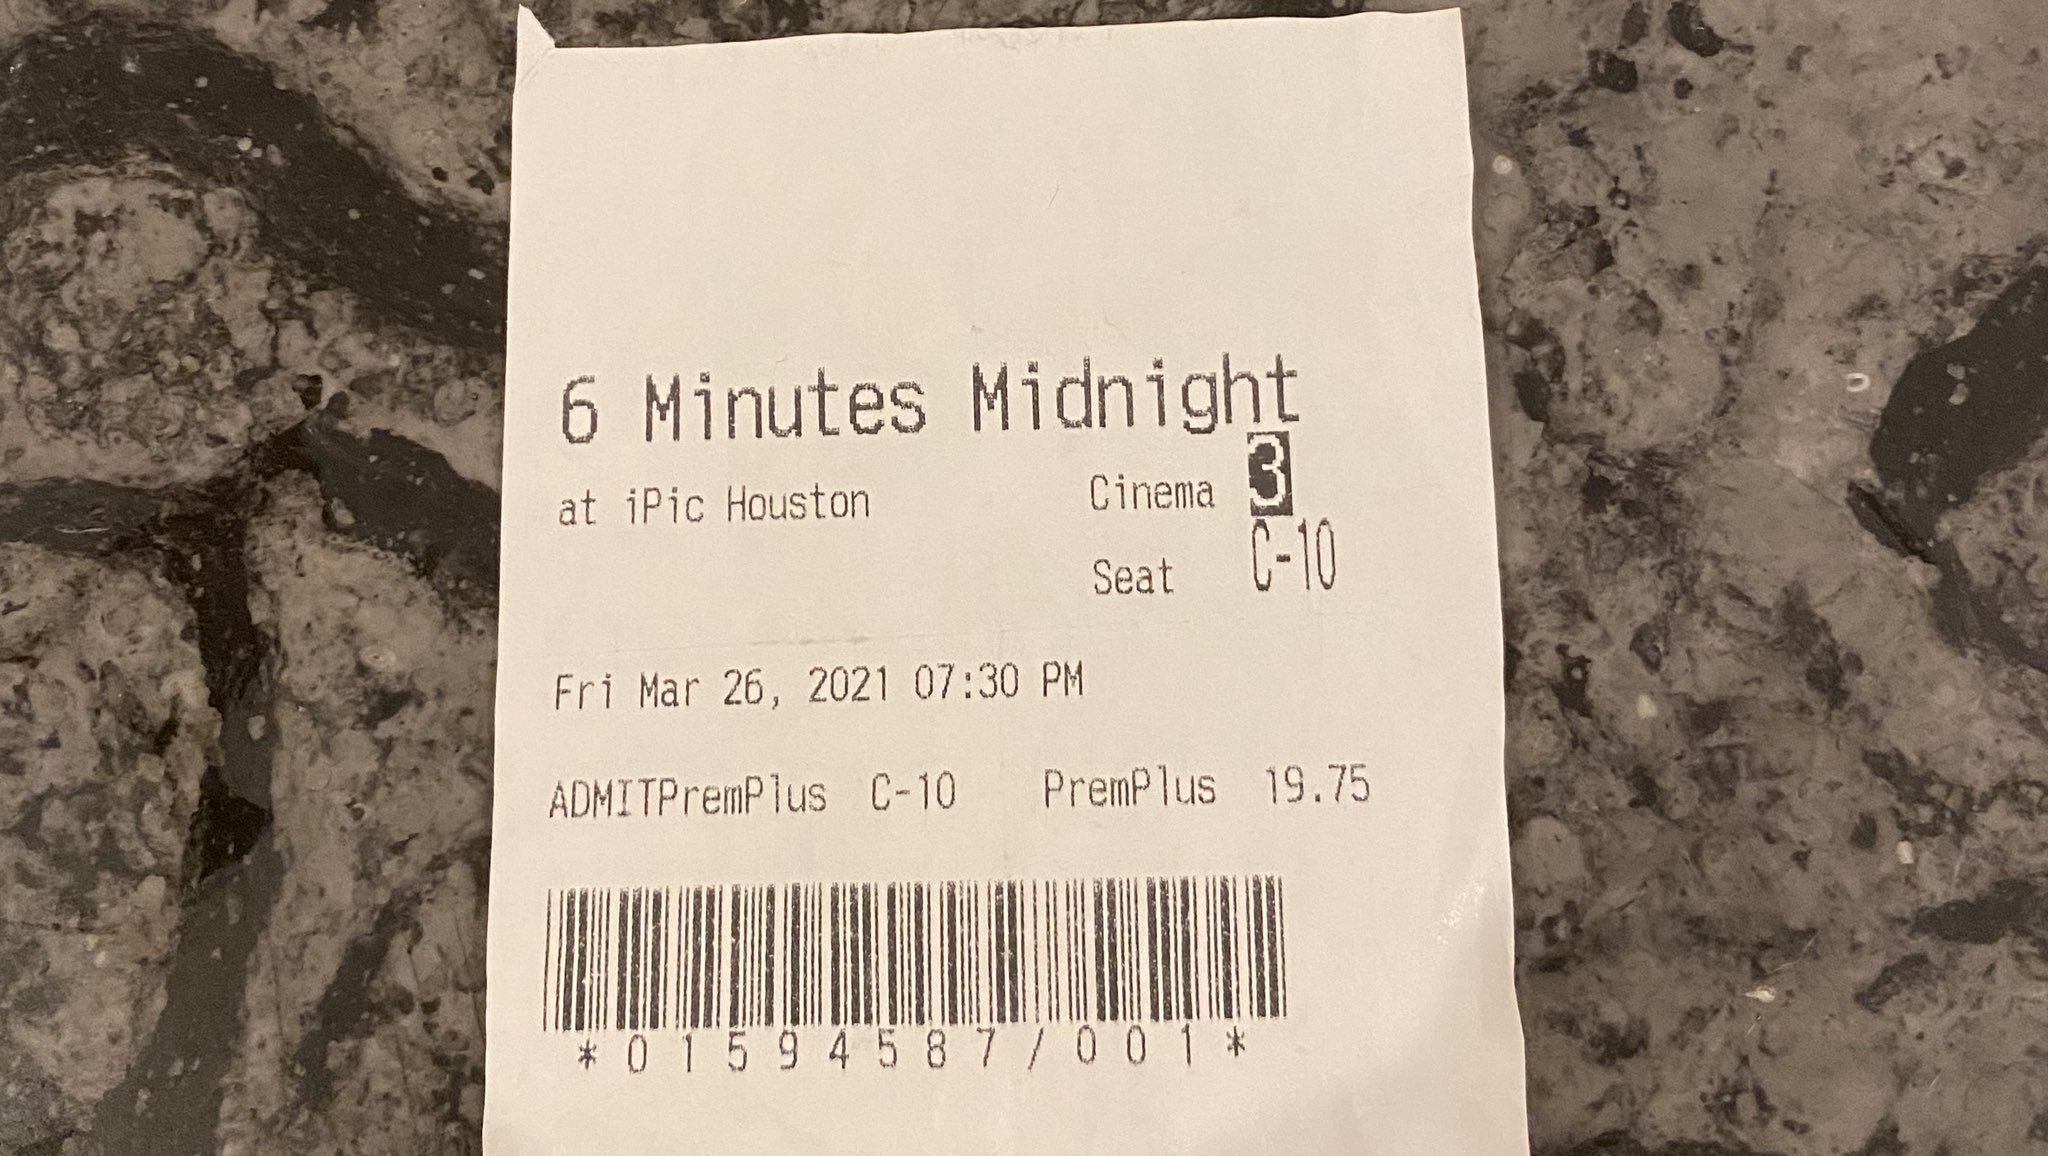 6 Minutes Midnight
at iPic Houston Cinema 3
Seat C-10
Fri Mar 26, 2021 07:30 PM
ADMITPremPlus C-10 PremPlus 19.75
*01594587/001*